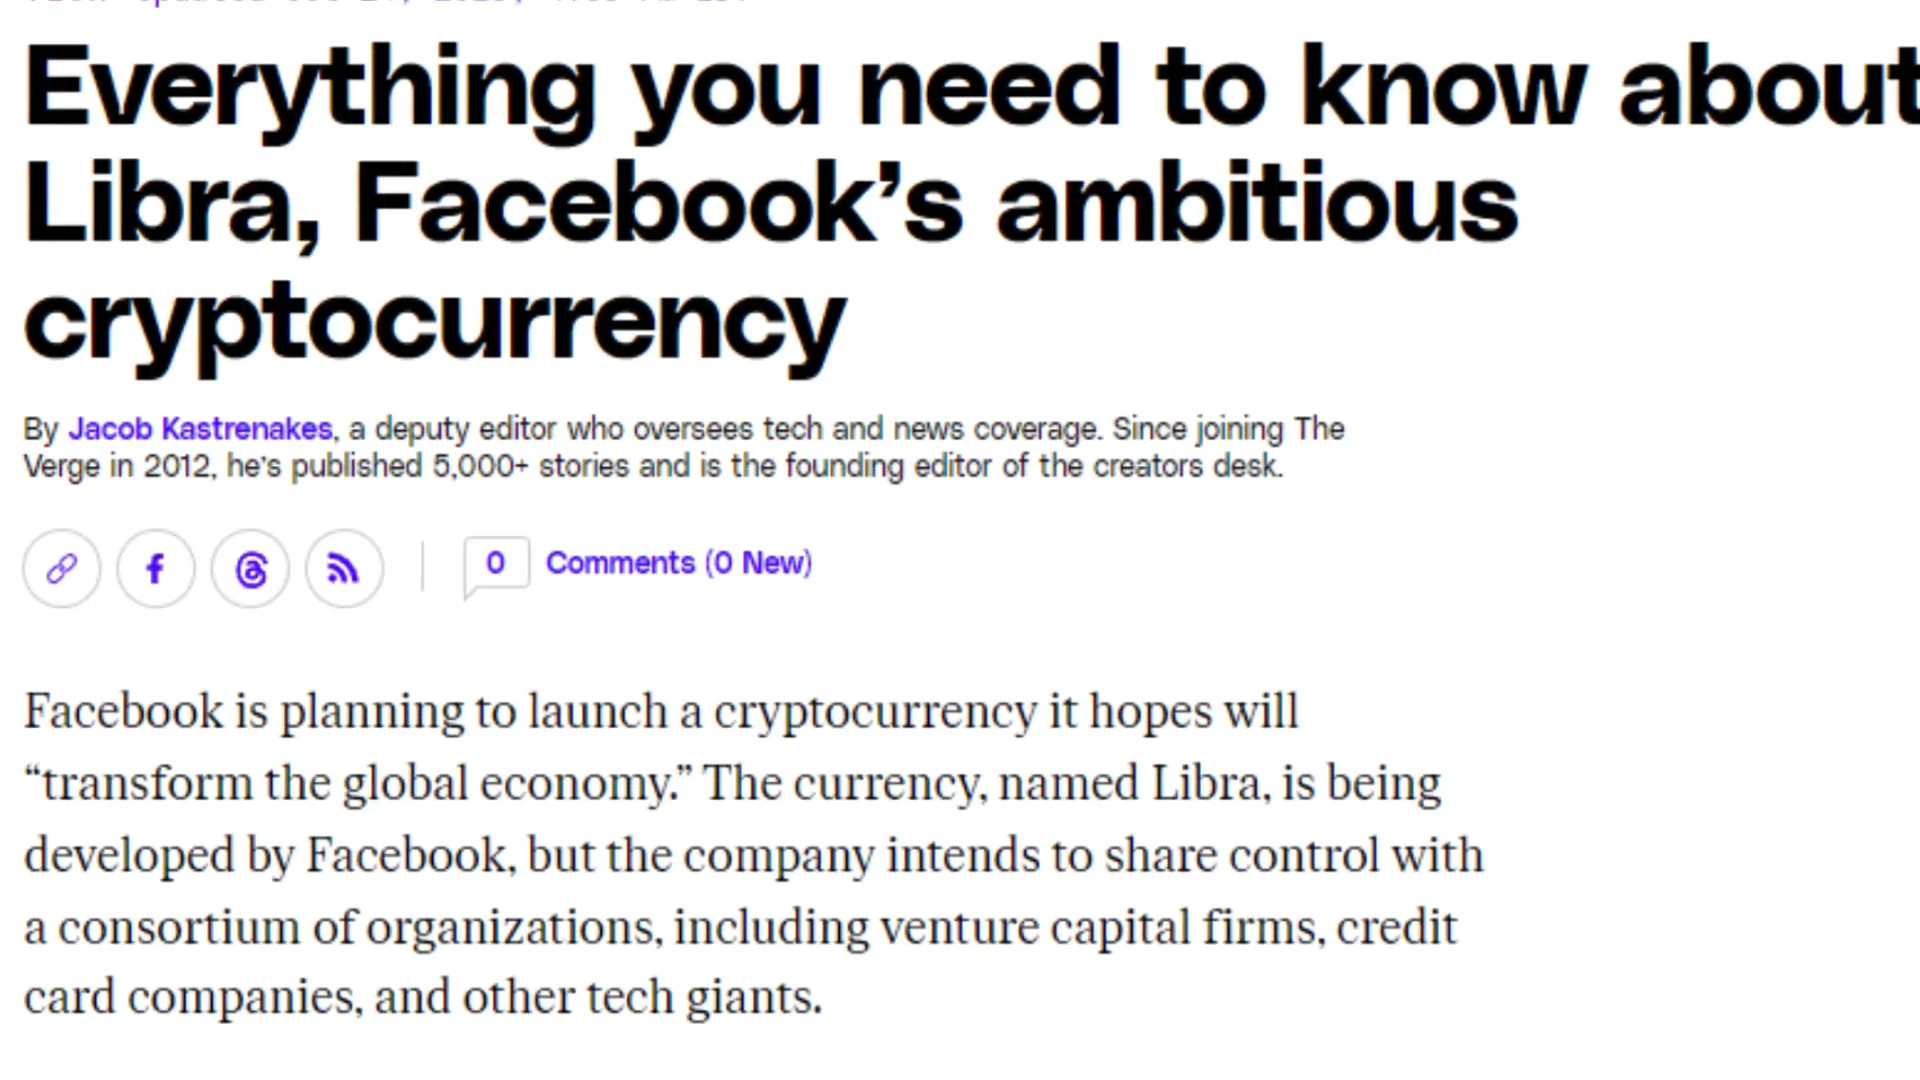 Everything you need to know about
Libra, Facebook’s ambitious
cryptocurrency
By Jacob Kastrenakes, a deputy editor who oversees tech and news coverage. Since joining The
Verge in 2012, he’s published 5,000+ stories and is the founding editor of the creators desk.
0 Comments (0 New)
Facebook is planning to launch a cryptocurrency it hopes will
“transform the global economy.” The currency, named Libra, is being
developed by Facebook, but the company intends to share control with
a consortium of organizations, including venture capital firms, credit
card companies, and other tech giants.